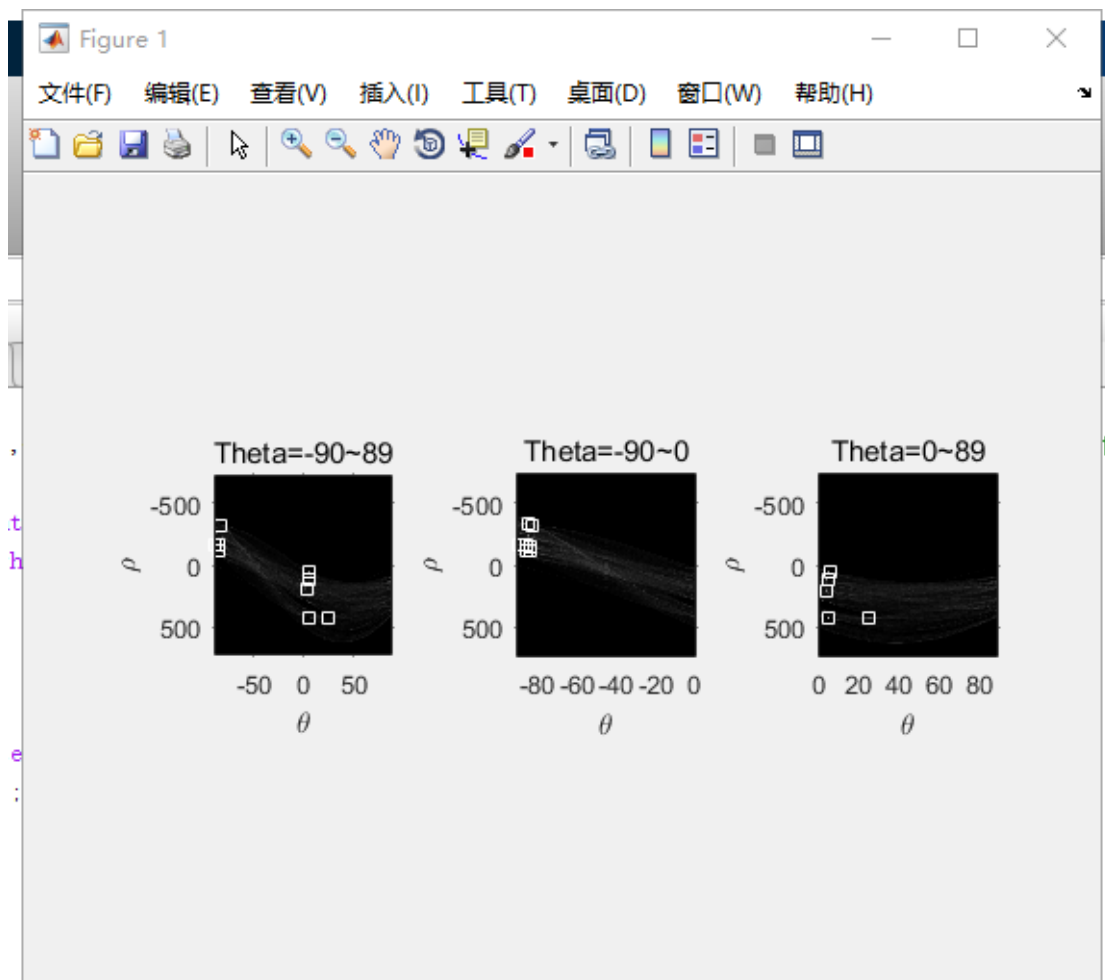 Figure 1
文件(F) 编辑(E) 查看(V) 插入(I) 工具(T) 桌面(D) 窗口(W) 帮助(H)
Theta=-90~89 Theta=-90~0 Theta=0~89
-500 -500 -500
ρ 0 ρ 0 ρ 0
500 500 500
-50 0 50 -80 -60 -40 -20 0 0 20 40 60 80
θ θ θ
,
t
h
e
;